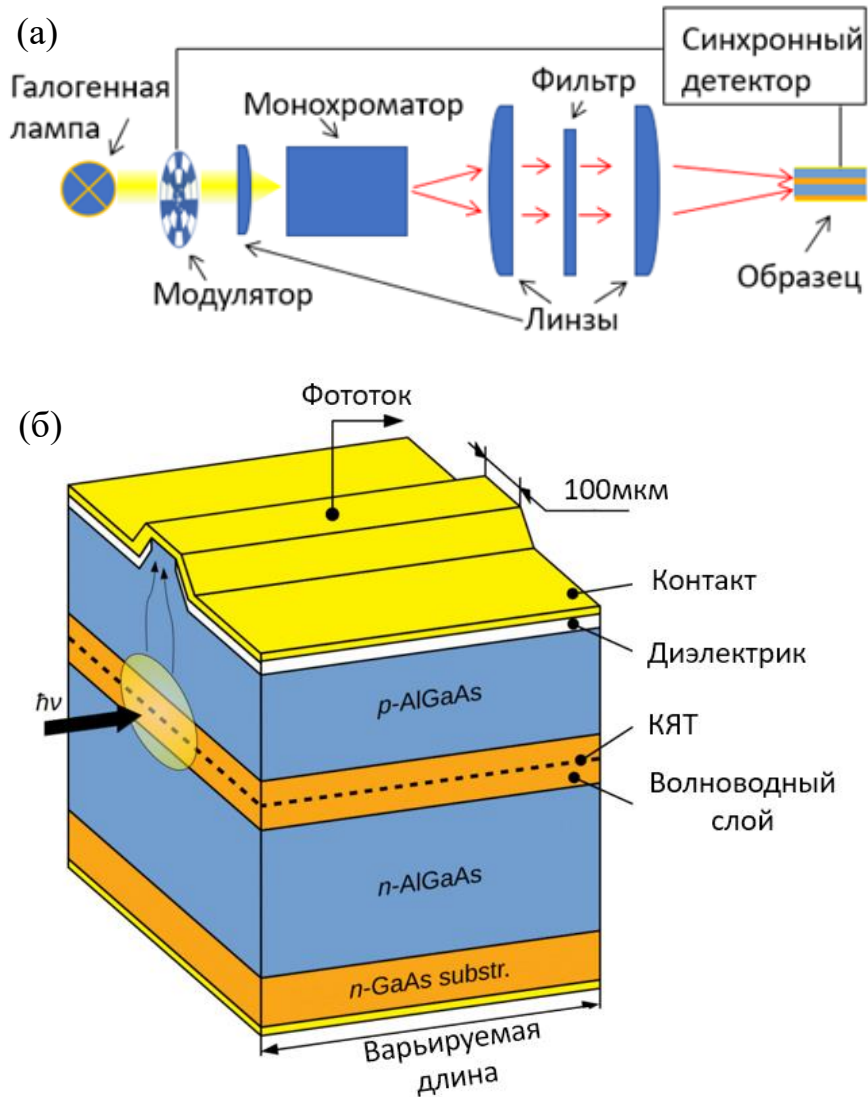 (а)
Галогенная
лампа
Модулятор
Монохроматор
Линзы
Фильтр
Синхронный
детектор
Образец
(б)
Фототок
100мкм
Контакт
Диэлектрик
p-AlGaAs
КЯТ
Волноводный
слой
ħν
n-AlGaAs
n-GaAs substr.
Варьируемая
длина